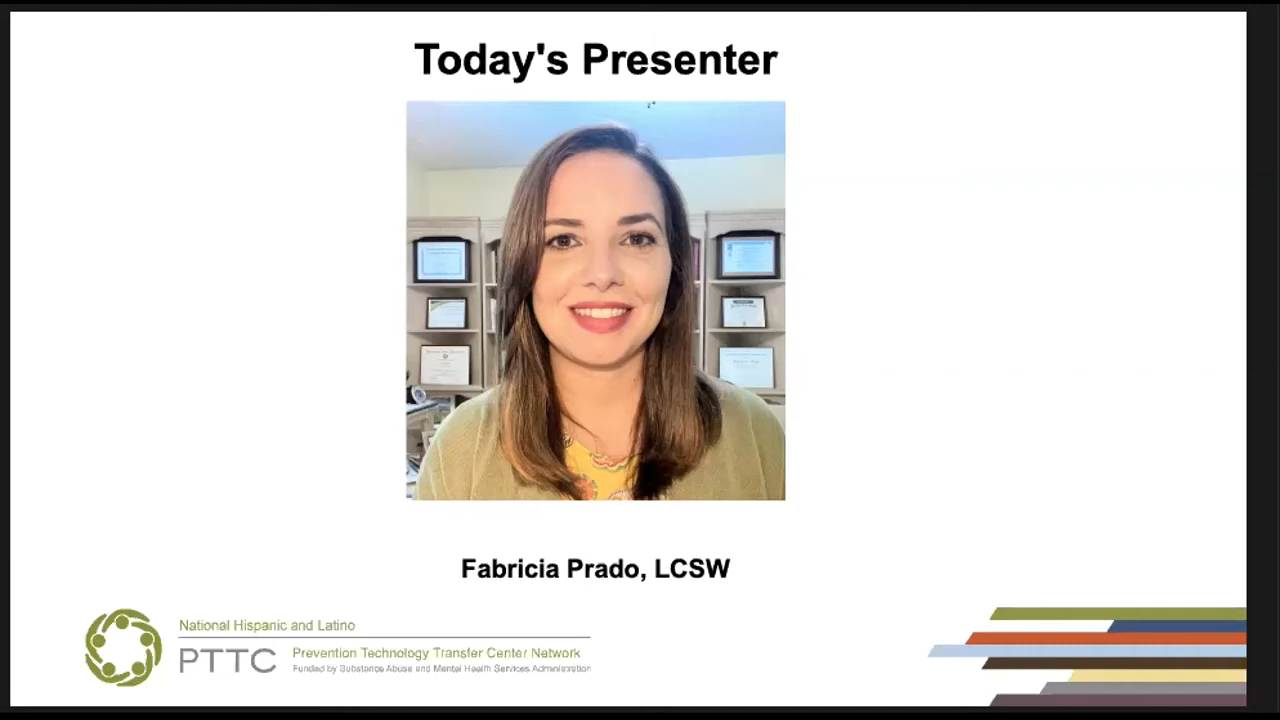 Today's Presenter
Fabricia Prado, LCSW
National Hispanic and Latino
PTTC
Prevention Technology Transfer Center Network
Funded by Substance Abuse and Mental Health Services Administration